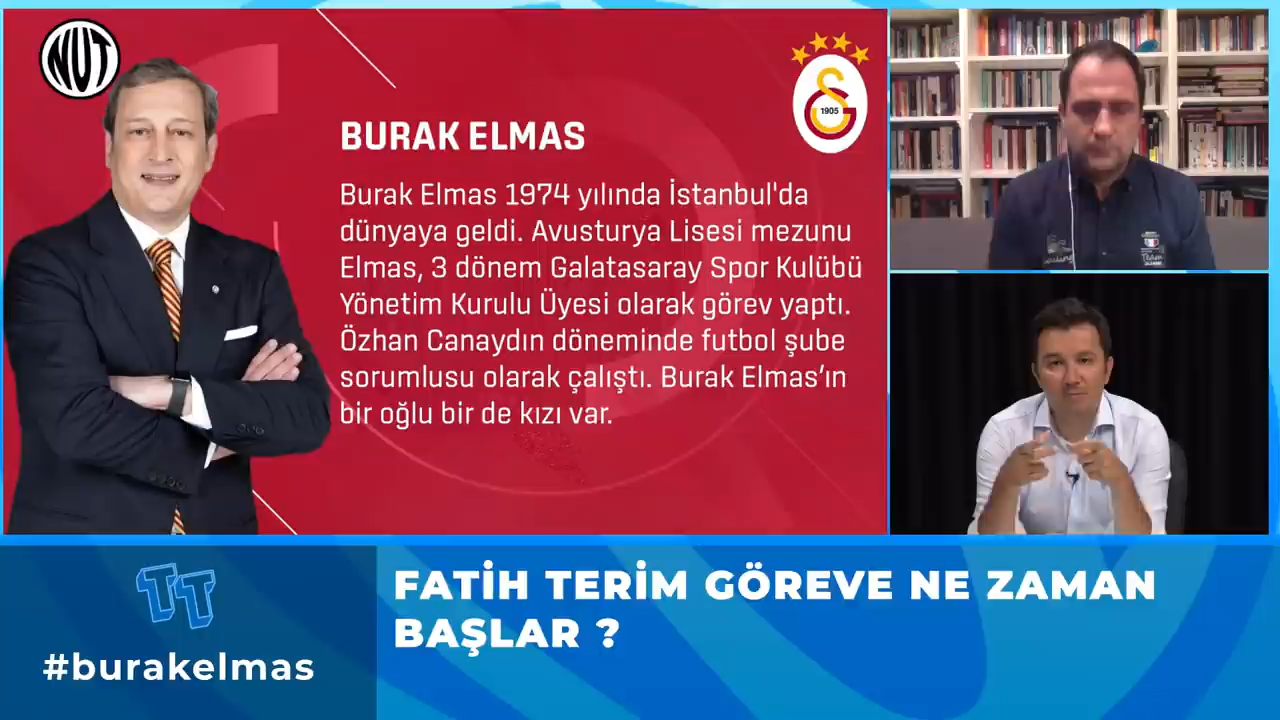 NUT
1905
BURAK ELMAS
Burak Elmas 1974 yılında İstanbul'da
dünyaya geldi. Avusturya Lisesi mezunu
Elmas, 3 dönem Galatasaray Spor Kulübü
Yönetim Kurulu Üyesi olarak görev yaptı.
Özhan Canaydın döneminde futbol şube
sorumlusu olarak çalıştı. Burak Elmas‘ın
bir oğlu bir de kızı var.
Team
TT
#burakelmas
FATİH TERİM GÖREVE NE ZAMAN
BAŞLAR ?